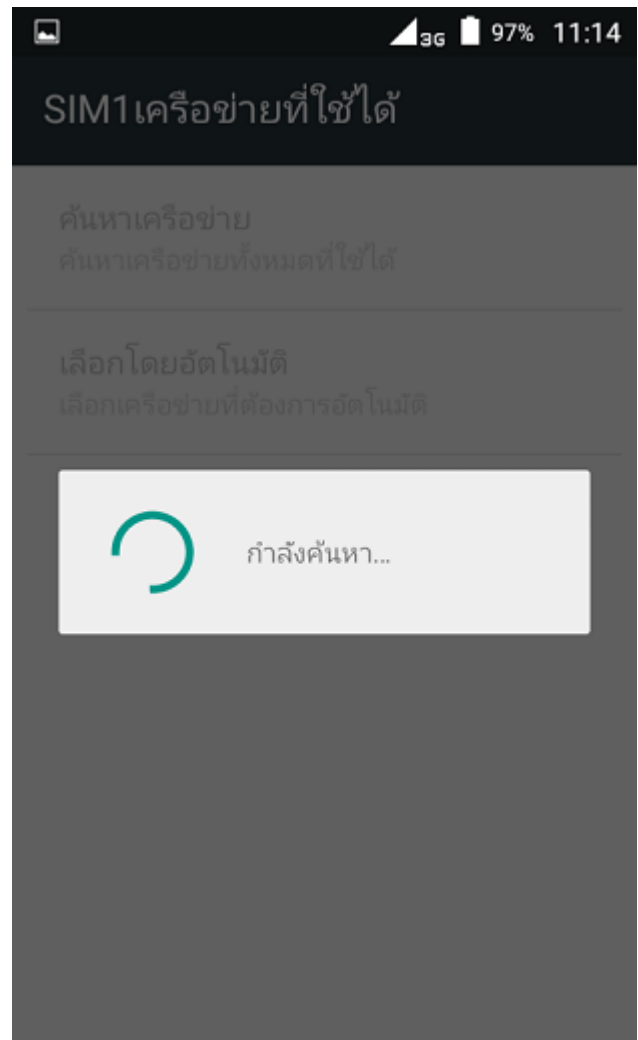 3G 97% 11:14
SIM1เครือข่ายที่ใช้ได้
ค้นหาเครือข่าย
ค้นหาเครือข่ายทั้งหมดที่ใช้ได้
เลือกโดยอัตโนมัติ
เลือกเครือข่ายที่ต้องการอัตโนมัติ
กำลังค้นหา...